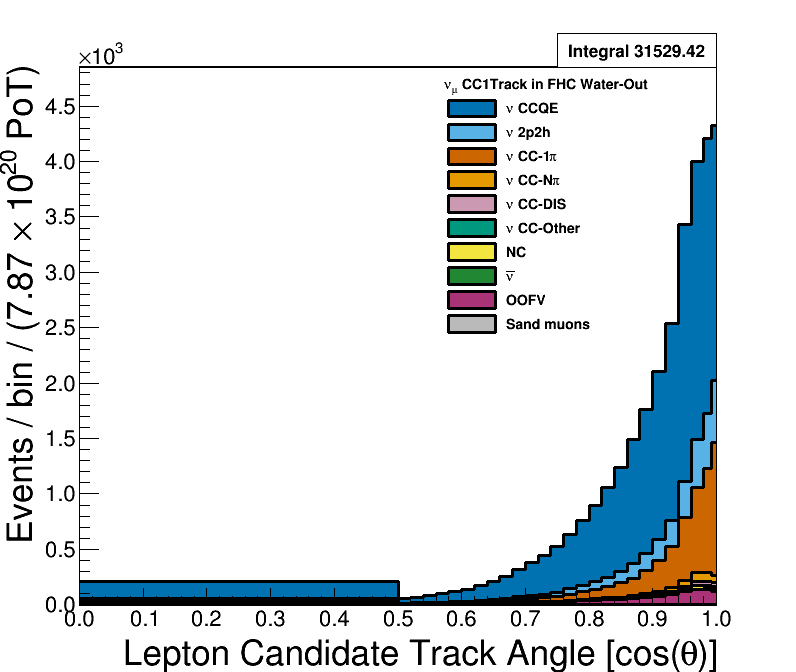 ×10³
Integral 31529.42
ν_μ CC1Track in FHC Water-Out
ν CCQE
ν 2p2h
ν CC-1π
ν CC-Nπ
ν CC-DIS
ν CC-Other
NC
ν̅
OOFV
Sand muons
Events / bin / (7.87 × 10²⁰ PoT)
4.5
4.0
3.5
3.0
2.5
2.0
1.5
1.0
0.5
0.0
0.0 0.1 0.2 0.3 0.4 0.5 0.6 0.7 0.8 0.9 1.0
Lepton Candidate Track Angle [cos(θ)]